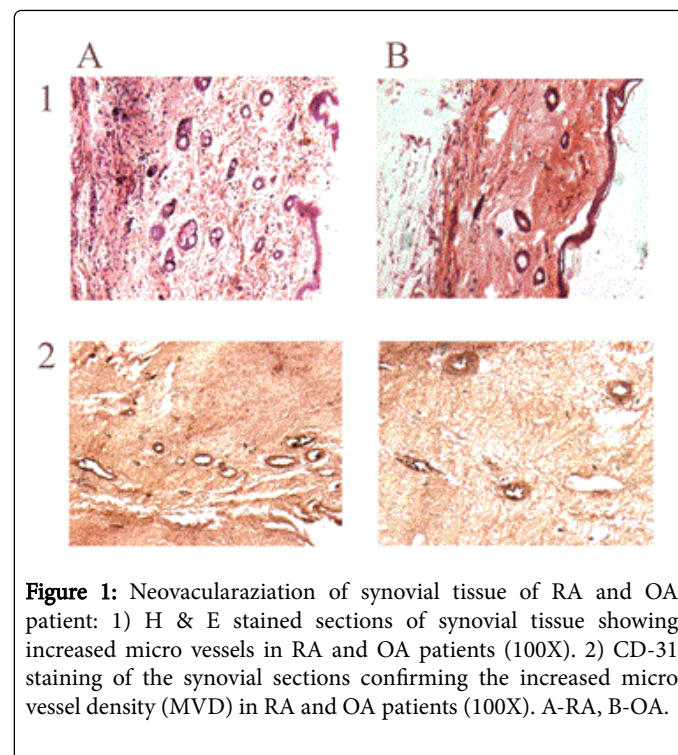 A B
1
2
Figure 1: Neovacularaziation of synovial tissue of RA and OA
patient: 1) H & E stained sections of synovial tissue showing
increased micro vessels in RA and OA patients (100X). 2) CD-31
staining of the synovial sections confirming the increased micro
vessel density (MVD) in RA and OA patients (100X). A-RA, B-OA.